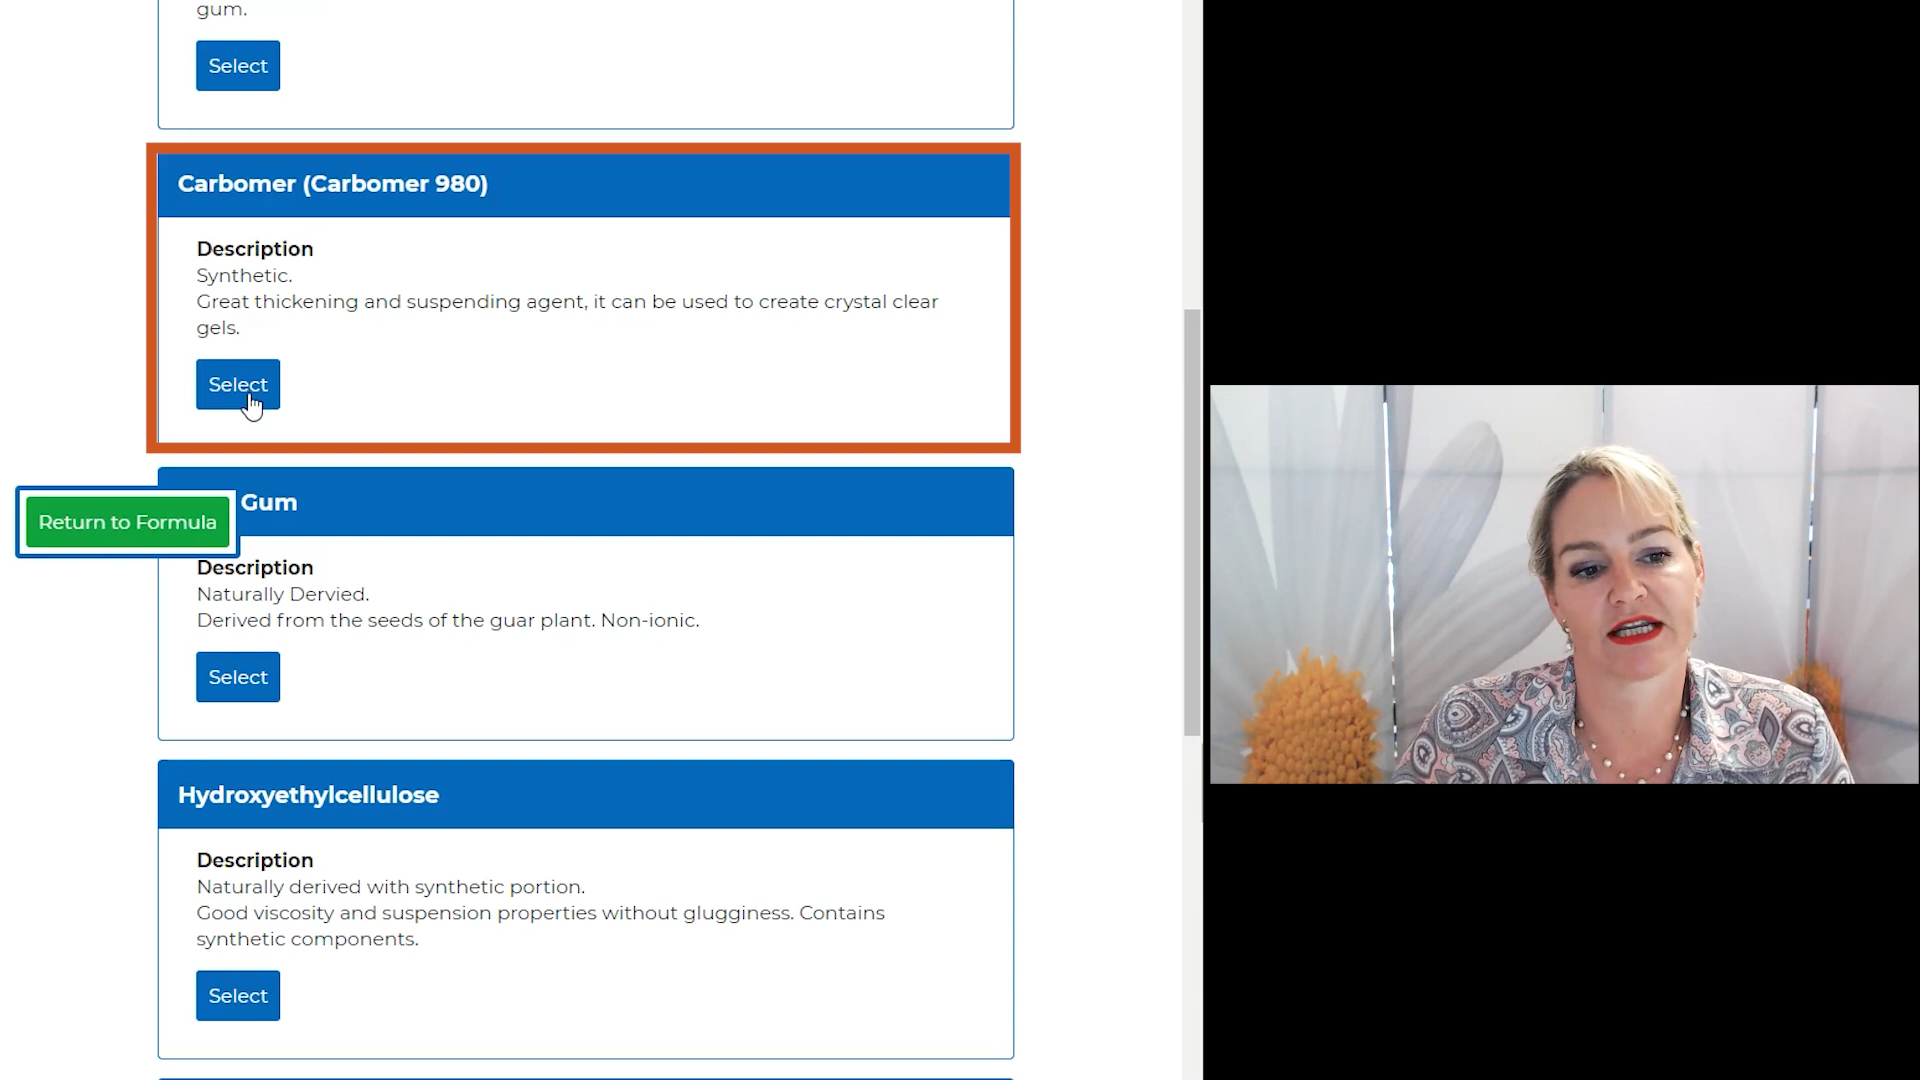 gum.
Select
Carbomer (Carbomer 980)
Description
Synthetic.
Great thickening and suspending agent, it can be used to create crystal clear
gels.
Select
Gum
Return to Formula
Description
Naturally Dervied.
Derived from the seeds of the guar plant. Non-ionic.
Select
Hydroxyethylcellulose
Description
Naturally derived with synthetic portion.
Good viscosity and suspension properties without glugginess. Contains
synthetic components.
Select